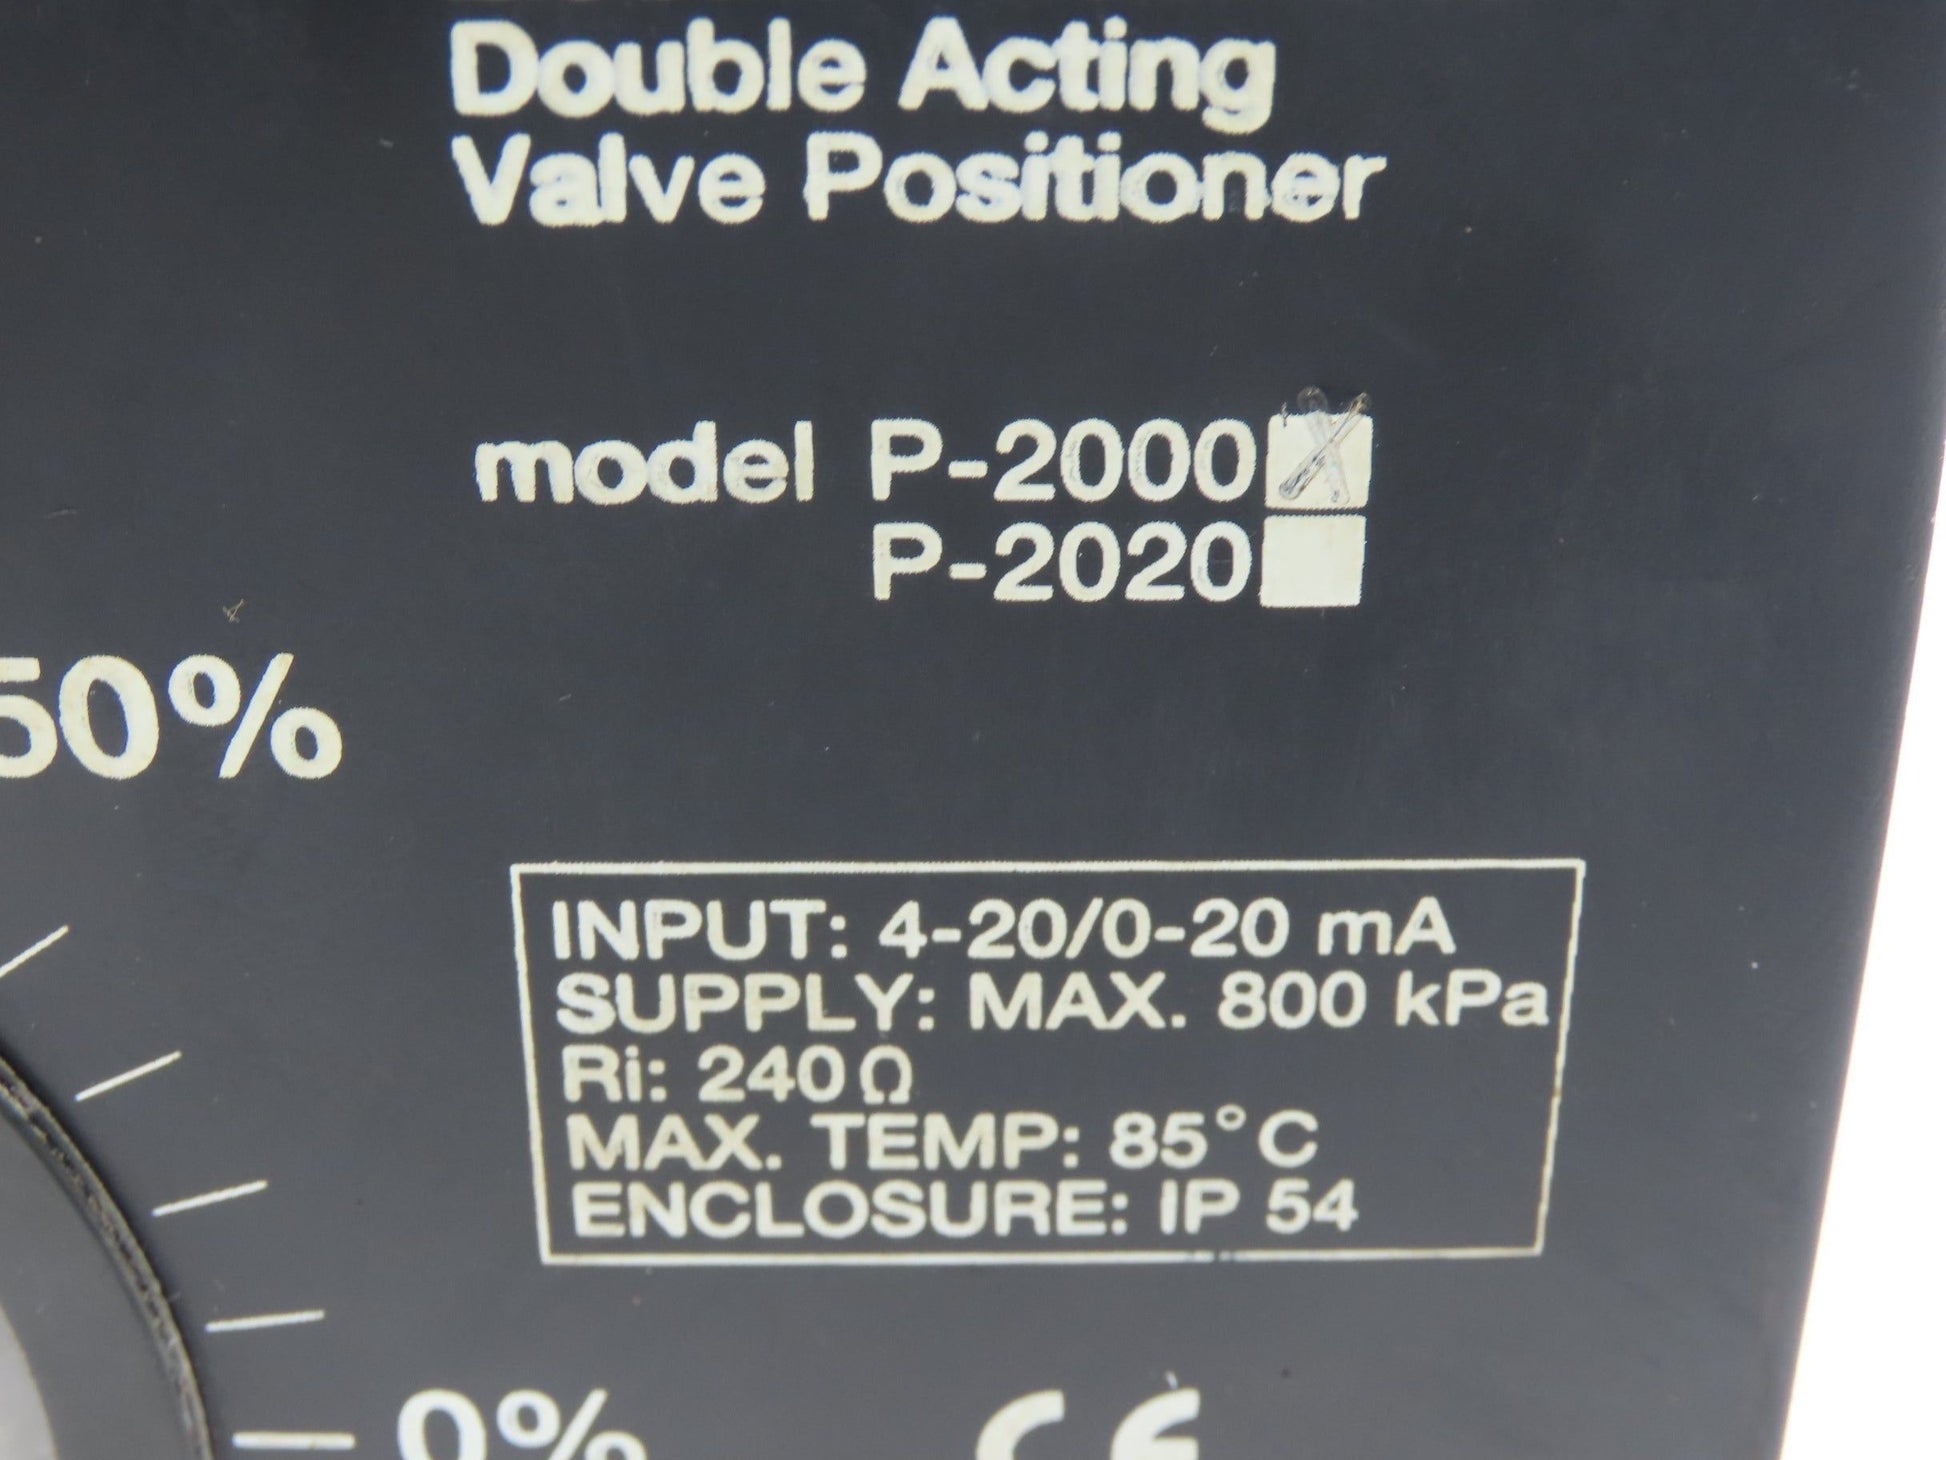 Double Acting
Valve Positioner
model P-2000 X
P-2020
50%
INPUT: 4-20/0-20 mA
SUPPLY: MAX. 800 kPa
Ri: 240 Ω
MAX. TEMP: 85°C
ENCLOSURE: IP 54
0%
CE